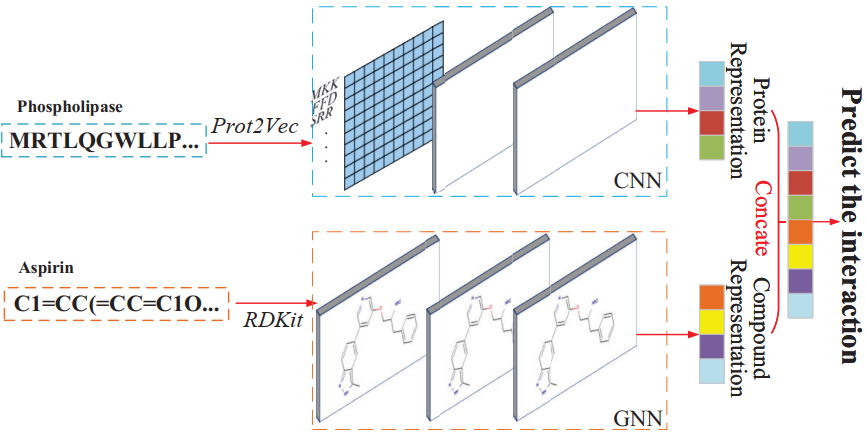 Phospholipase
MRTLQGWLLP...
Prot2Vec
MKK
FFD
SRR
.
.
.
CNN
Protein
Representation
Aspirin
C1=CC(=CC=C1O...
RDKit
GNN
Compound
Representation
Concate
Predict the interaction